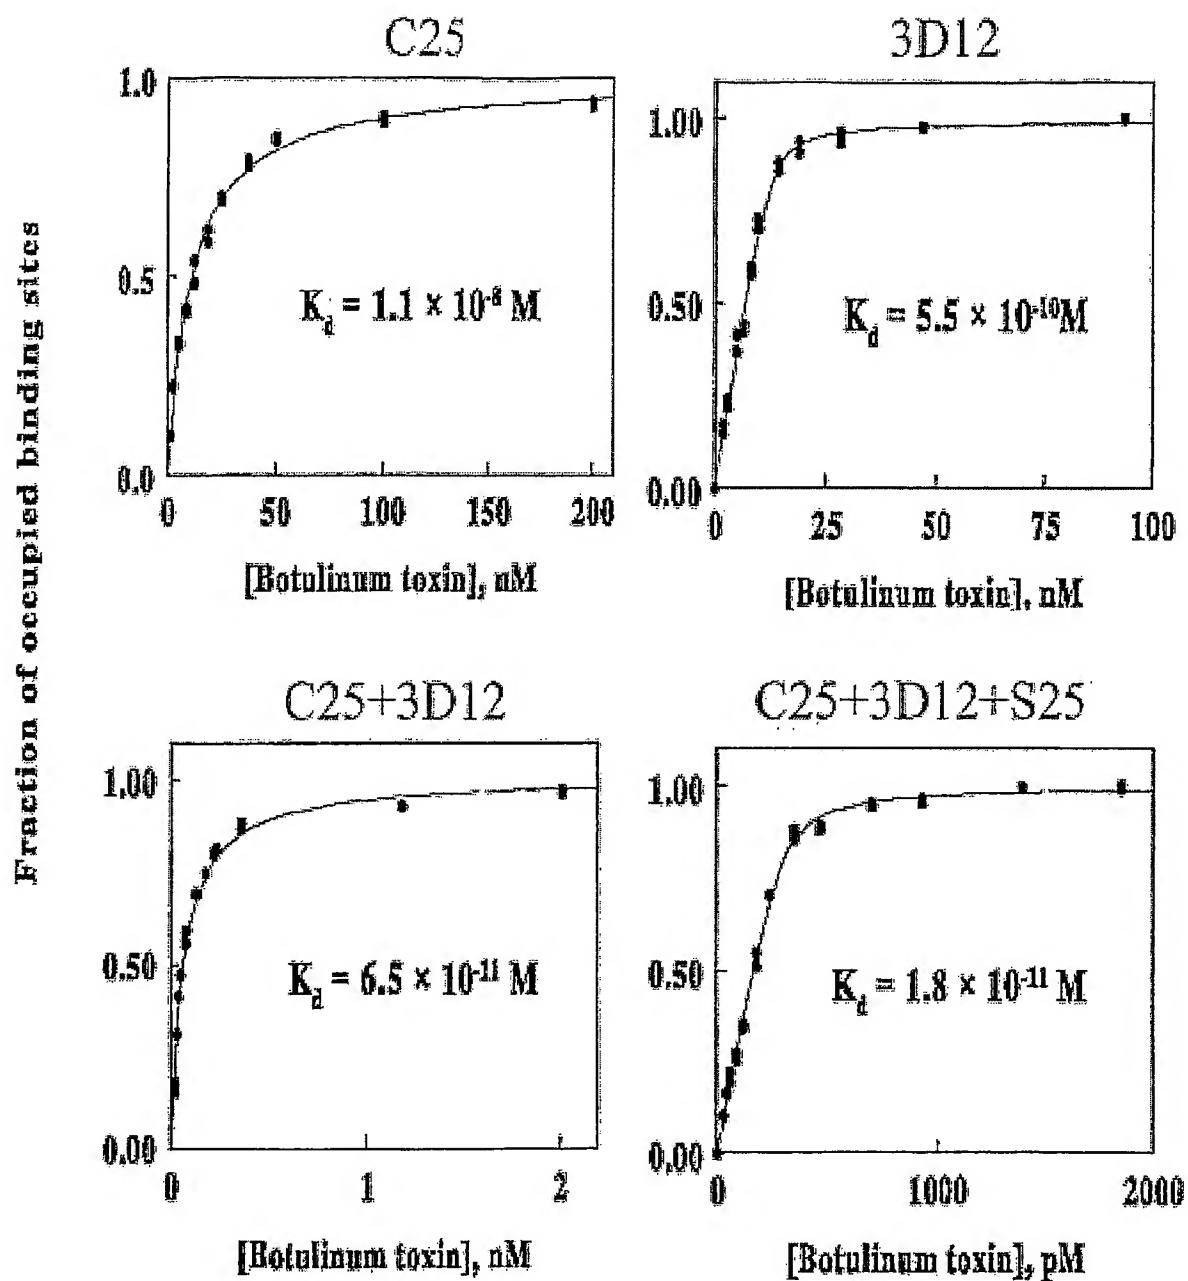 C25
3D12
Fraction of occupied binding sites
1.0
0.5
0.0
K_d = 1.1 × 10⁻⁸ M
0 50 100 150 200
[Botulinum toxin], nM
1.00
0.50
0.00
K_d = 5.5 × 10⁻¹⁰M
0 25 50 75 100
[Botulinum toxin], nM
C25+3D12
1.00
0.50
0.00
K_d = 6.5 × 10⁻¹¹ M
0 1 2
[Botulinum toxin], nM
C25+3D12+S25
1.00
0.50
0.00
K_d = 1.8 × 10⁻¹¹ M
0 1000 2000
[Botulinum toxin], pM